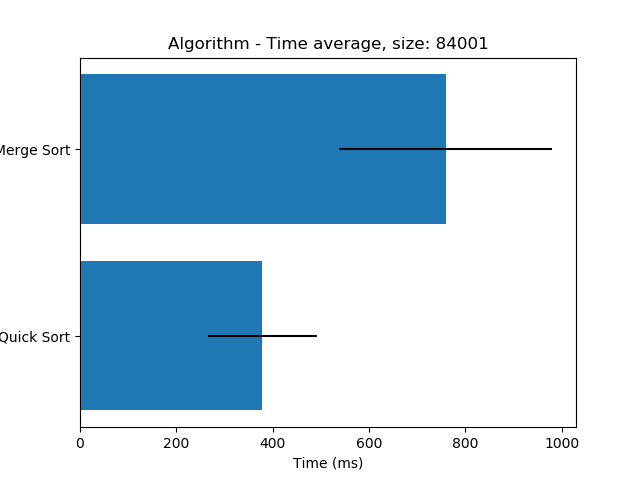 Algorithm - Time average, size: 84001
Merge Sort
Quick Sort
0 200 400 600 800 1000
Time (ms)